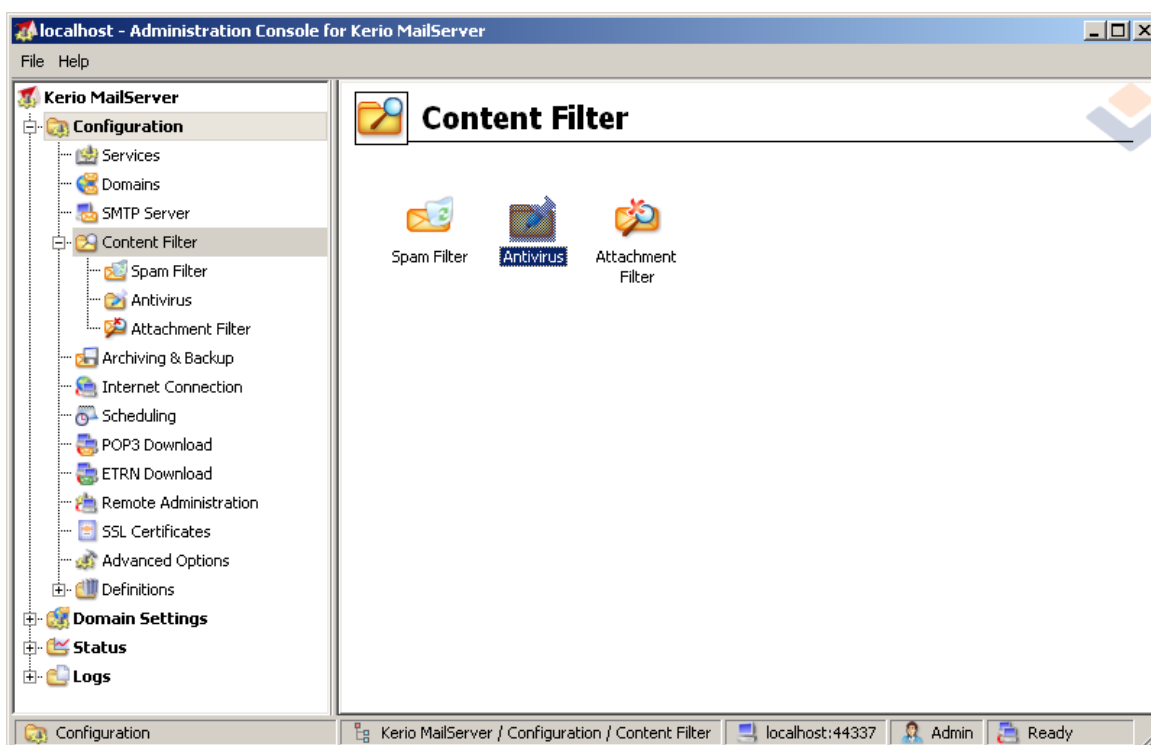 localhost - Administration Console for Kerio MailServer
File Help
Kerio MailServer
Configuration
Services
Domains
SMTP Server
Content Filter
Spam Filter
Antivirus
Attachment Filter
Archiving & Backup
Internet Connection
Scheduling
POP3 Download
ETRN Download
Remote Administration
SSL Certificates
Advanced Options
Definitions
Domain Settings
Status
Logs
Content Filter
Spam Filter
Antivirus
Attachment
Filter
Configuration
Kerio MailServer / Configuration / Content Filter
localhost:44337
Admin
Ready